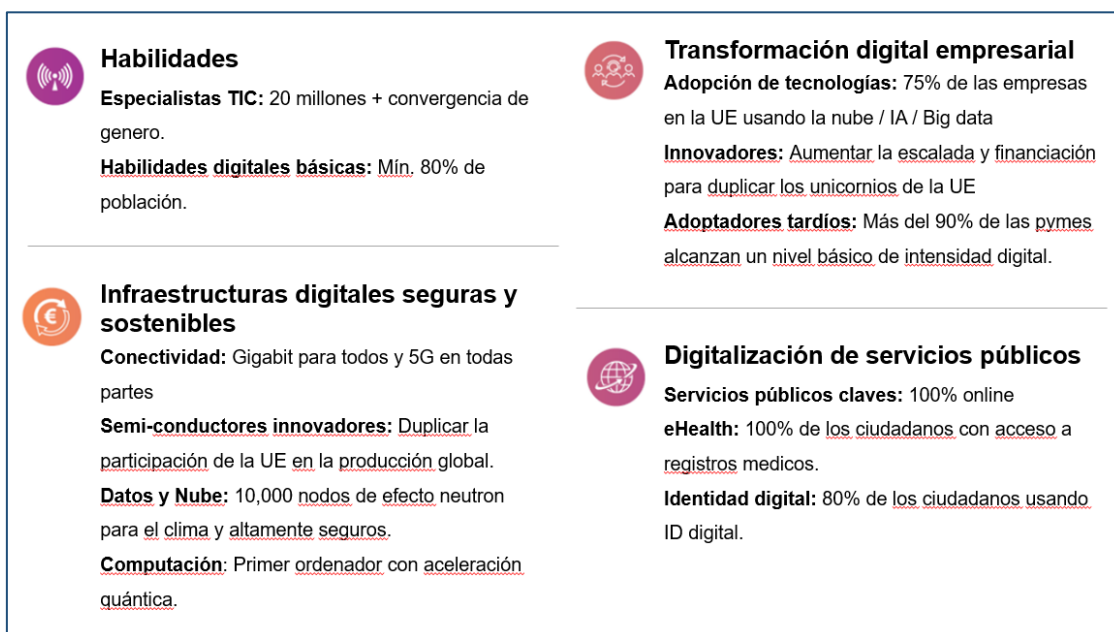 Habilidades
Especialistas TIC: 20 millones + convergencia de
genero.
Habilidades digitales básicas: Mín. 80% de
población.
Infraestructuras digitales seguras y
sostenibles
Conectividad: Gigabit para todos y 5G en todas
partes
Semi-conductores innovadores: Duplicar la
participación de la UE en la producción global.
Datos y Nube: 10,000 nodos de efecto neutron
para el clima y altamente seguros.
Computación: Primer ordenador con aceleración
quántica.
Transformación digital empresarial
Adopción de tecnologías: 75% de las empresas
en la UE usando la nube / IA / Big data
Innovadores: Aumentar la escalada y financiación
para duplicar los unicornios de la UE
Adoptadores tardíos: Más del 90% de las pymes
alcanzan un nivel básico de intensidad digital.
Digitalización de servicios públicos
Servicios públicos claves: 100% online
eHealth: 100% de los ciudadanos con acceso a
registros medicos.
Identidad digital: 80% de los ciudadanos usando
ID digital.